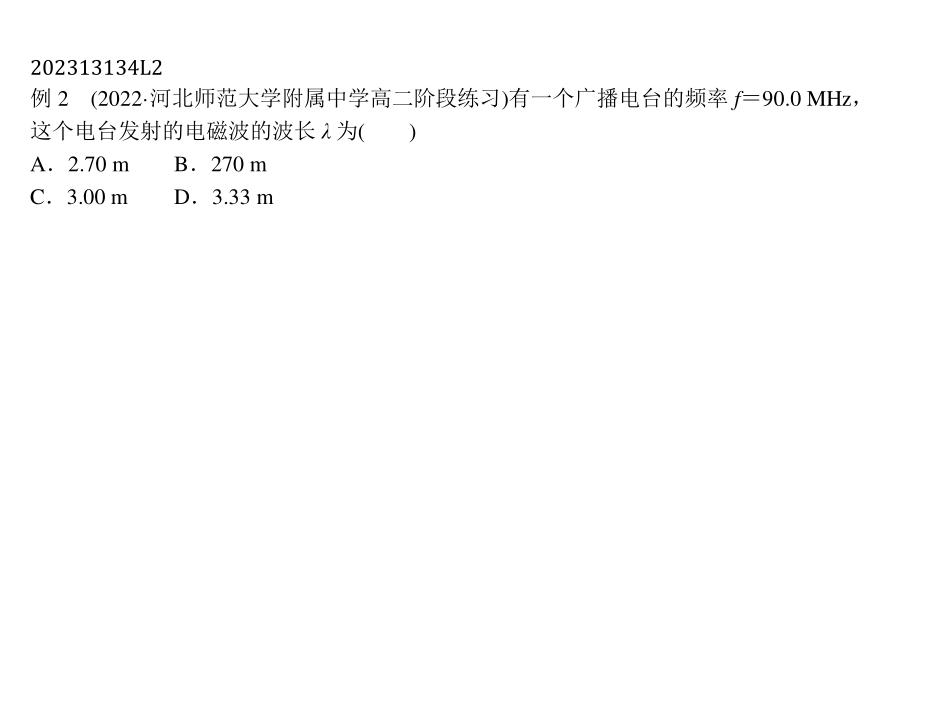 202313134L2
例 2　(2022·河北师范大学附属中学高二阶段练习)有一个广播电台的频率 f＝90.0 MHz，
这个电台发射的电磁波的波长 λ 为(　　)
A．2.70 m　　B．270 m
C．3.00 m　　D．3.33 m